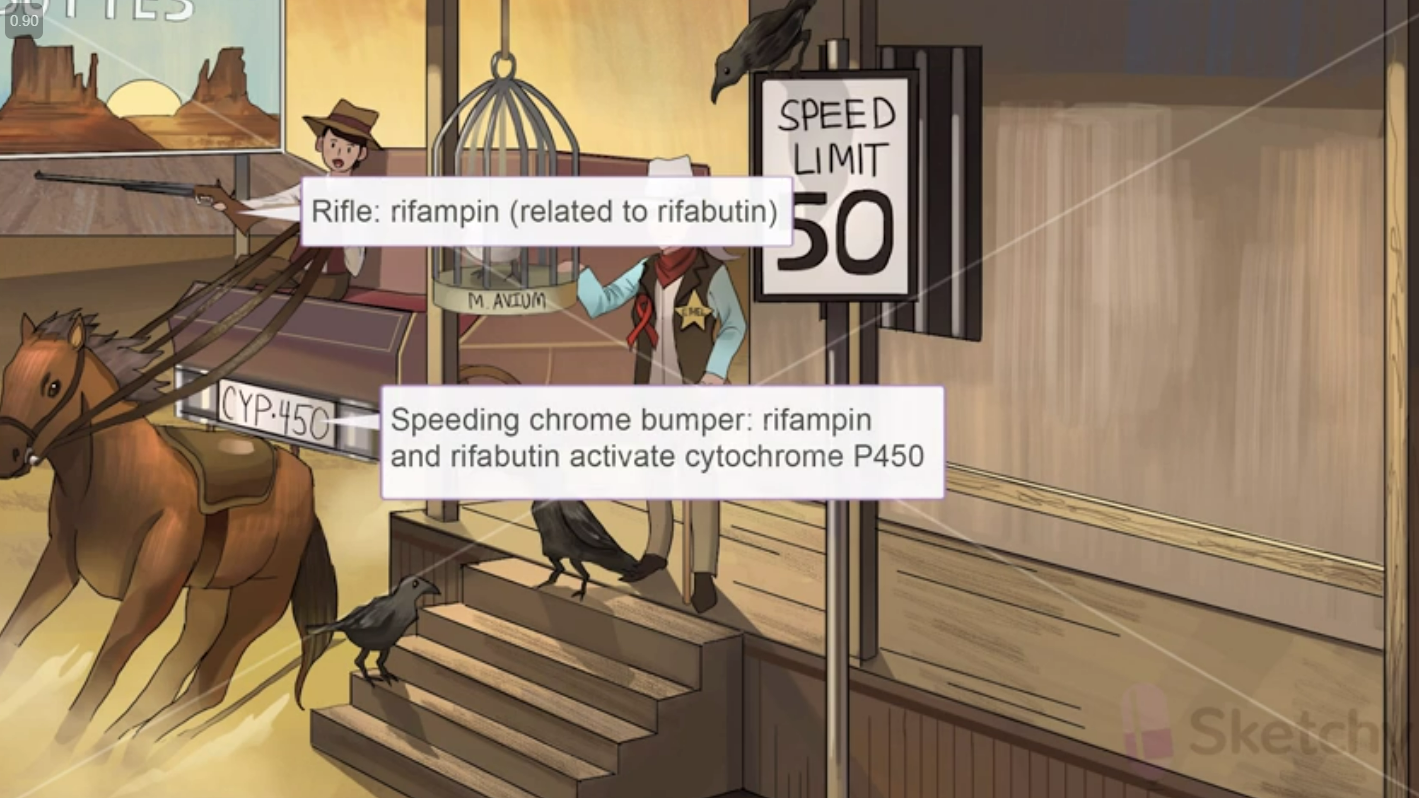 0.90
SPEED
LIMIT
50
Rifle: rifampin (related to rifabutin)
M. AVIUM
CYP•450
Speeding chrome bumper: rifampin
and rifabutin activate cytochrome P450
Sketchy